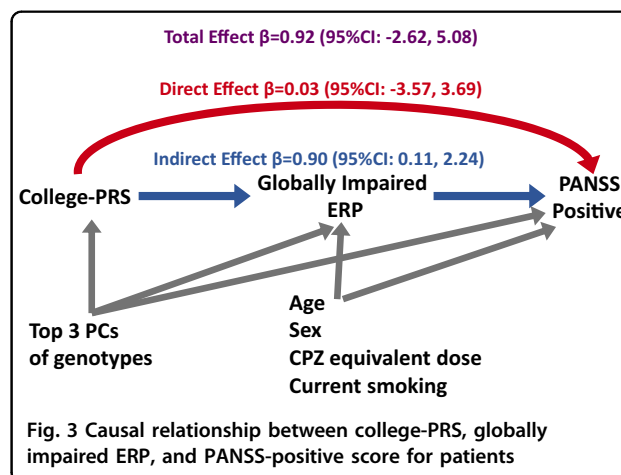 Total Effect β=0.92 (95%CI: -2.62, 5.08)
Direct Effect β=0.03 (95%CI: -3.57, 3.69)
Indirect Effect β=0.90 (95%CI: 0.11, 2.24)
College-PRS
Globally Impaired
ERP
PANSS
Positive
Top 3 PCs
of genotypes
Age
Sex
CPZ equivalent dose
Current smoking
Fig. 3 Causal relationship between college-PRS, globally
impaired ERP, and PANSS-positive score for patients